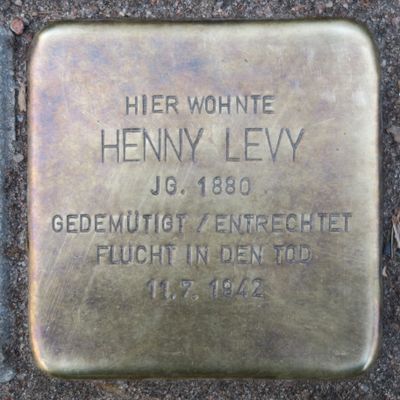 HIER WOHNTE
HENNY LEVY
JG. 1880
GEDEMÜTIGT / ENTRECHTET
FLUCHT IN DEN TOD
11.7.1942